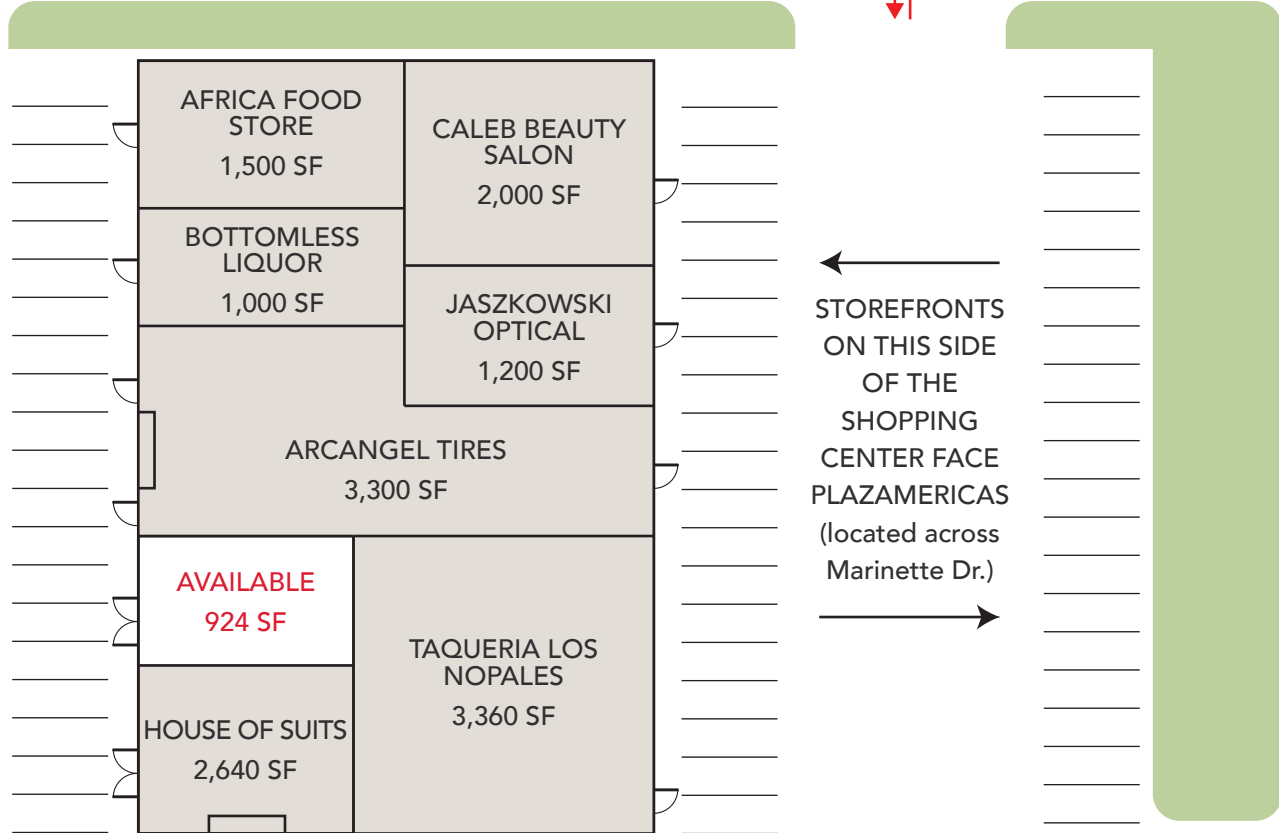 AFRICA FOOD
STORE
1,500 SF
CALEB BEAUTY
SALON
2,000 SF
BOTTOMLESS
LIQUOR
1,000 SF
JASZKOWSKI
OPTICAL
1,200 SF
ARCANGEL TIRES
3,300 SF
AVAILABLE
924 SF
TAQUERIA LOS
NOPALES
3,360 SF
HOUSE OF SUITS
2,640 SF
STOREFRONTS
ON THIS SIDE
OF THE
SHOPPING
CENTER FACE
PLAZAMERICAS
(located across
Marinette Dr.)